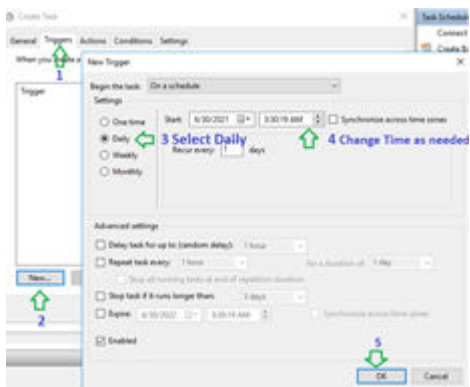 Create Task
Task Schedul
General Triggers Actions Conditions Settings
Connect
When you create a
Create B
1
New Trigger
Trigger
Begin the task: On a schedule
Settings
One time
Start: 6/30/2021 3:30:19 AM Synchronize across time zones
Daily
3 Select Daily
4 Change Time as needed
Weekly
Recur every: 1 days
Monthly
Advanced settings
Delay task for up to (random delay): 1 hour
New...
Repeat task every: 1 hour for a duration of: 1 day
Stop all running tasks at end of repetition duration
2
Stop task if it runs longer than: 3 days
Expire: 6/30/2022 3:30:19 AM Synchronize across time zones
Enabled
5
OK Cancel